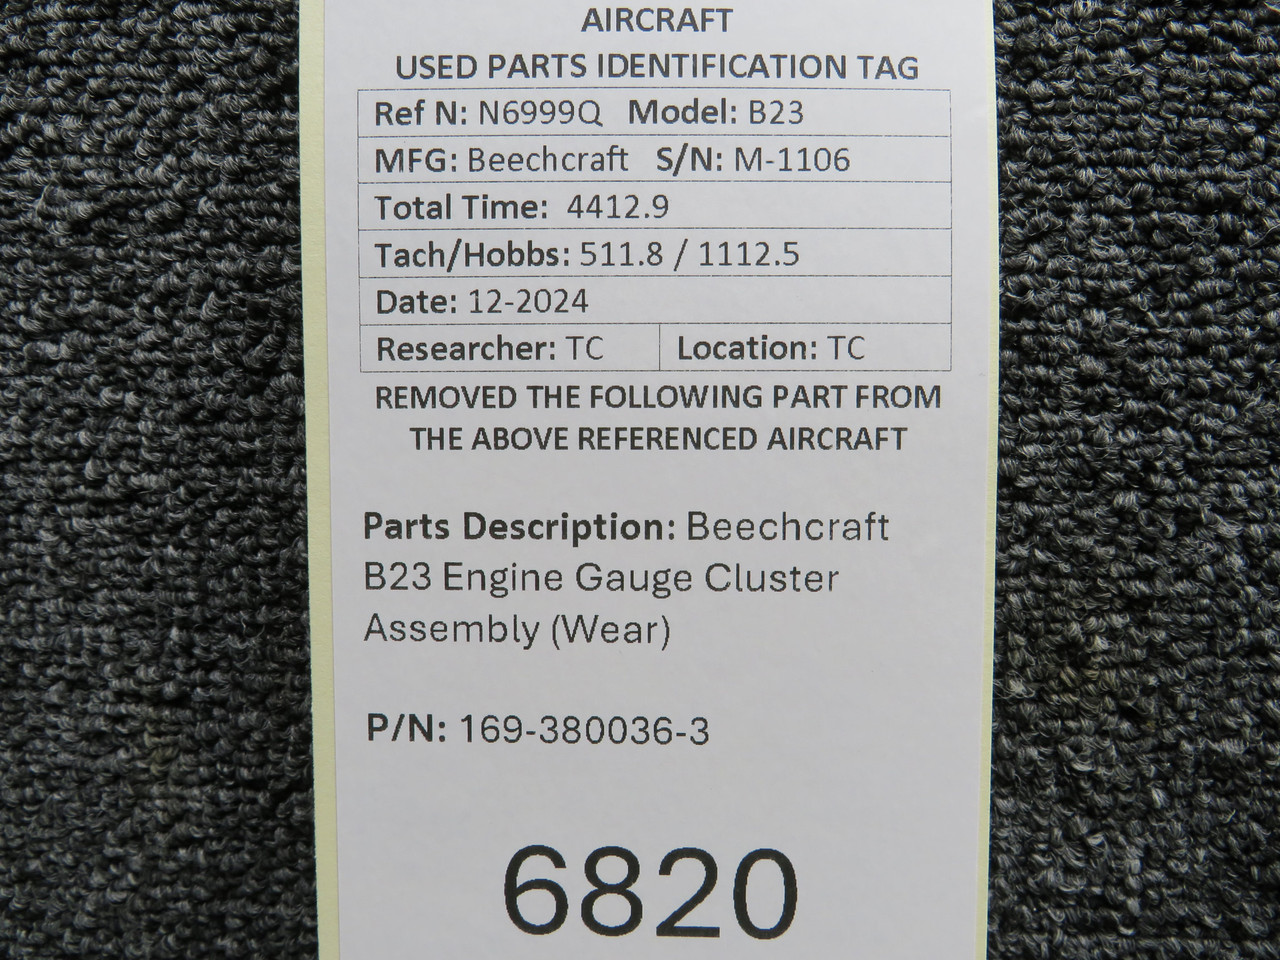 AIRCRAFT
USED PARTS IDENTIFICATION TAG
Ref N: N6999Q Model: B23
MFG: Beechcraft S/N: M-1106
Total Time: 4412.9
Tach/Hobbs: 511.8 / 1112.5
Date: 12-2024
Researcher: TC Location: TC
REMOVED THE FOLLOWING PART FROM
THE ABOVE REFERENCED AIRCRAFT
Parts Description: Beechcraft
B23 Engine Gauge Cluster
Assembly (Wear)
P/N: 169-380036-3
6820